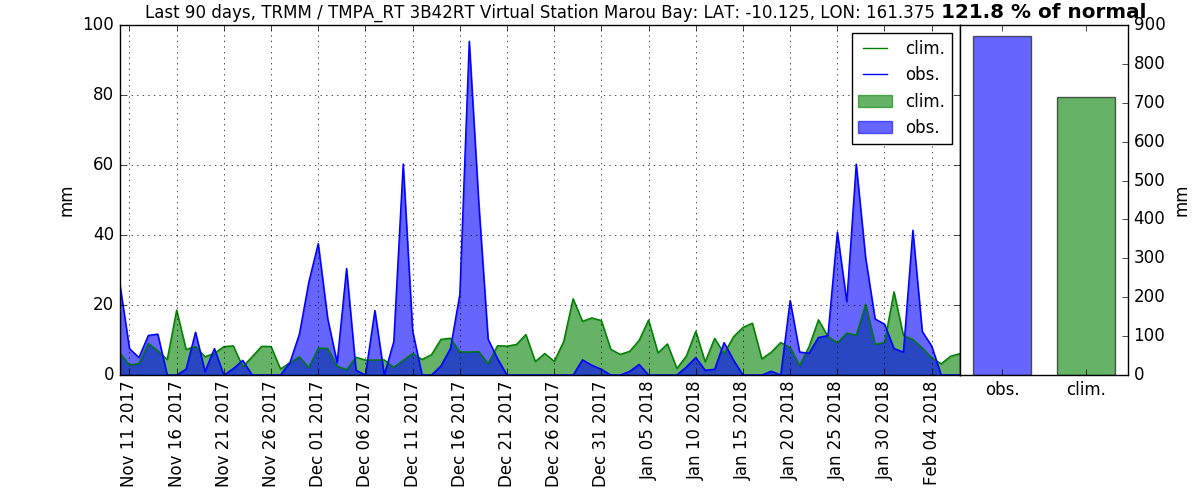 Last 90 days, TRMM / TMPA_RT 3B42RT Virtual Station Marou Bay: LAT: -10.125, LON: 161.375 121.8 % of normal
100
80
60
40
20
0
mm
clim.
obs.
clim.
obs.
Nov 11 2017
Nov 16 2017
Nov 21 2017
Nov 26 2017
Dec 01 2017
Dec 06 2017
Dec 11 2017
Dec 16 2017
Dec 21 2017
Dec 26 2017
Dec 31 2017
Jan 05 2018
Jan 10 2018
Jan 15 2018
Jan 20 2018
Jan 25 2018
Jan 30 2018
Feb 04 2018
900
800
700
600
500
400
300
200
100
0
mm
obs.
clim.